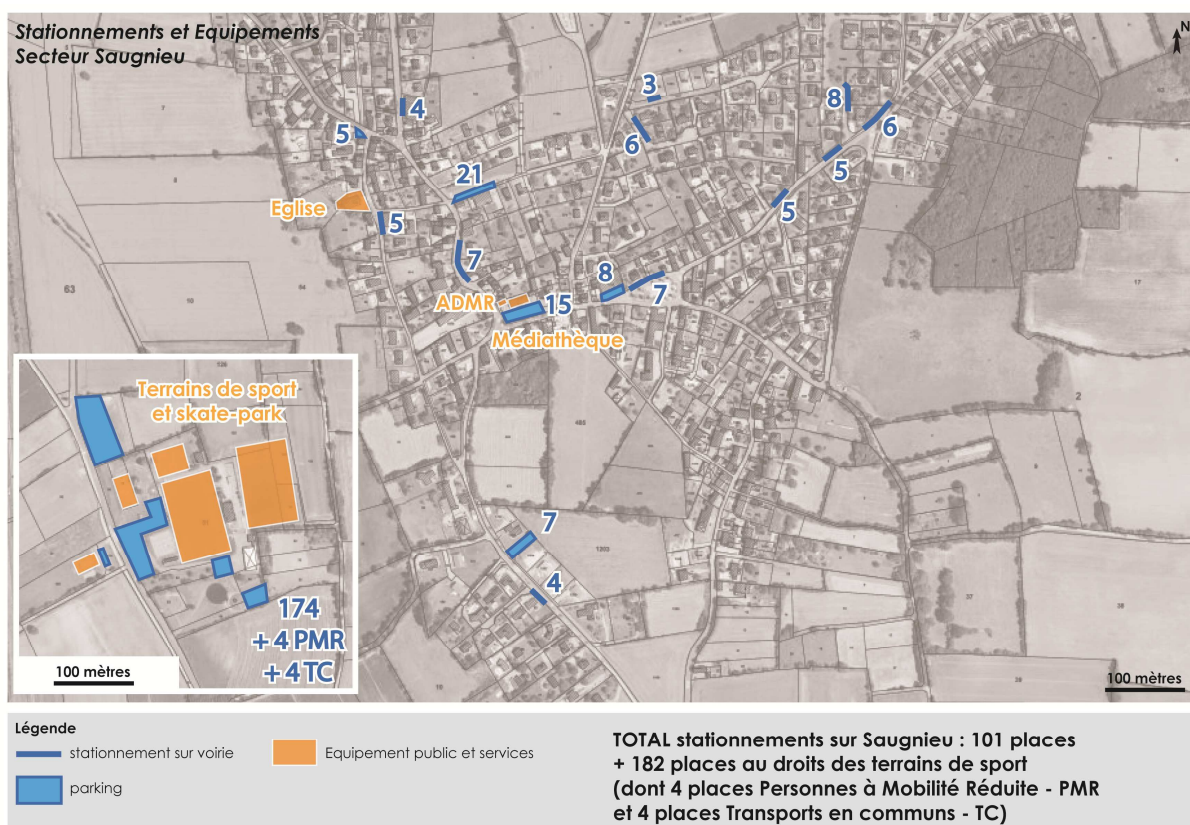 Stationnements et Equipements
Secteur Saugnieu
N
3
4
8
5
6
6
21
5
Eglise
5
5
7
8
ADMR
15
7
Médiathèque
63
2
Terrains de sport
et skate-park
7
4
174
+ 4 PMR
+ 4 TC
100 mètres
100 mètres
Légende
stationnement sur voirie
Equipement public et services
parking
TOTAL stationnements sur Saugnieu : 101 places
+ 182 places au droits des terrains de sport
(dont 4 places Personnes à Mobilité Réduite - PMR
et 4 places Transports en communs - TC)